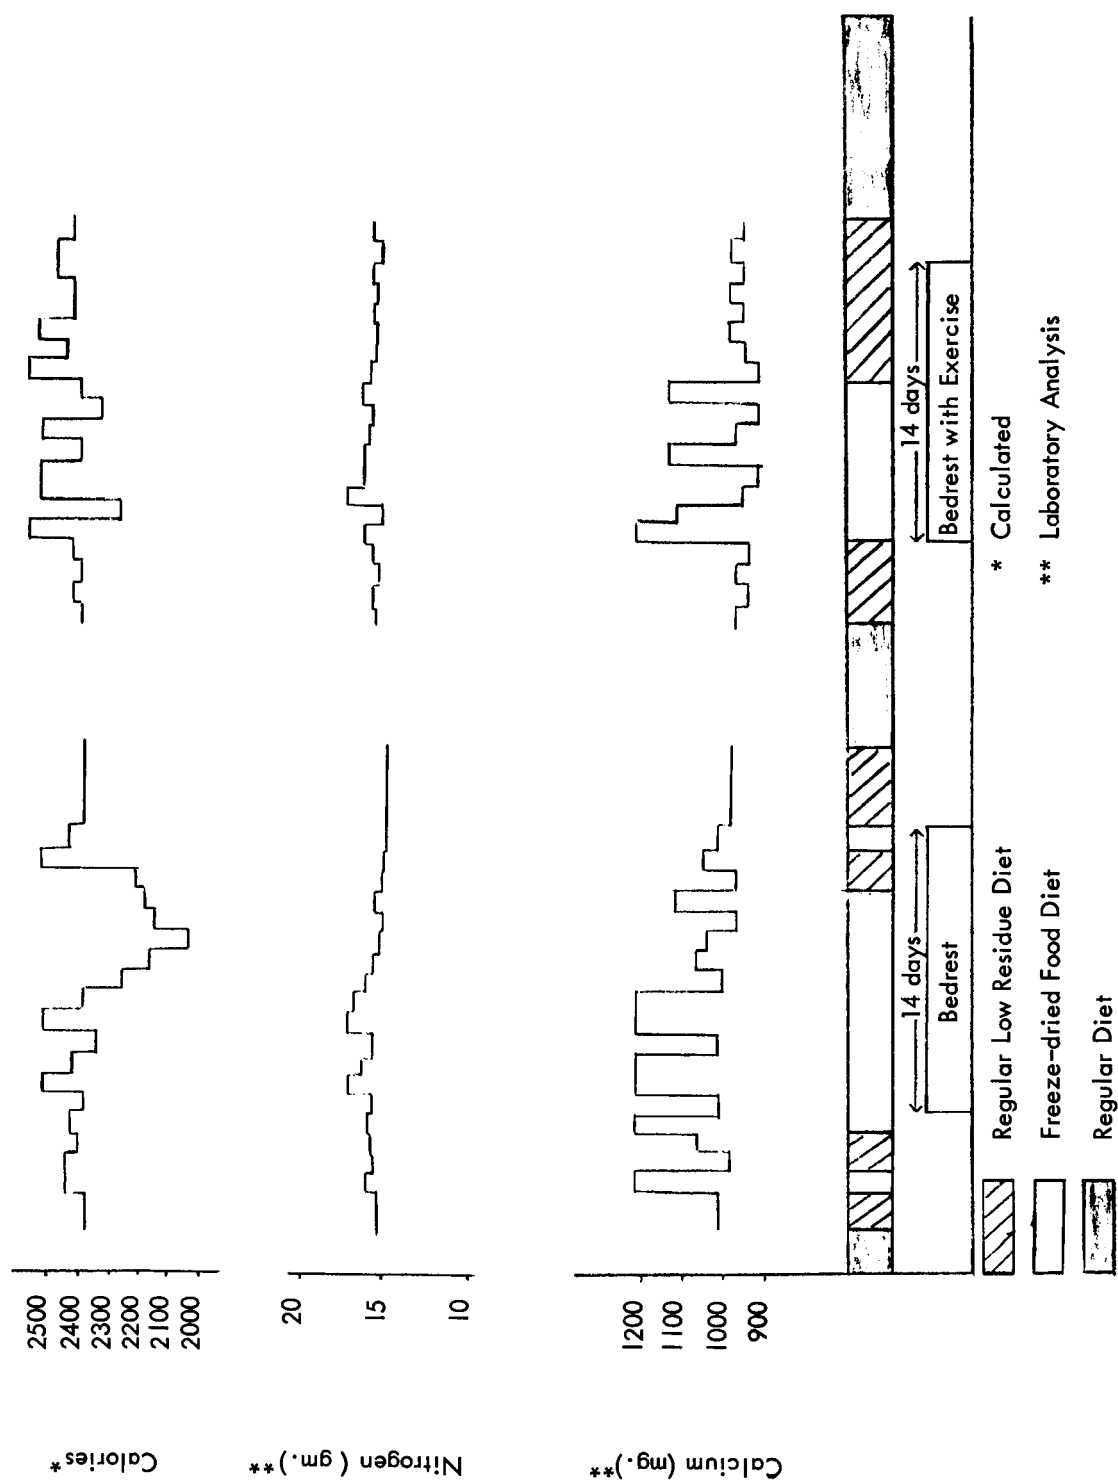 Calories*
2500
2400
2300
2100
2000
Nitrogen ( gm.)**
20
15
10
Calcium (mg.)**
1200
1100
1000
900
14 days
Bedrest
14 days
Bedrest with Exercise
Regular Low Residue Diet
* Calculated
Freeze-dried Food Diet
** Laboratory Analysis
Regular Diet